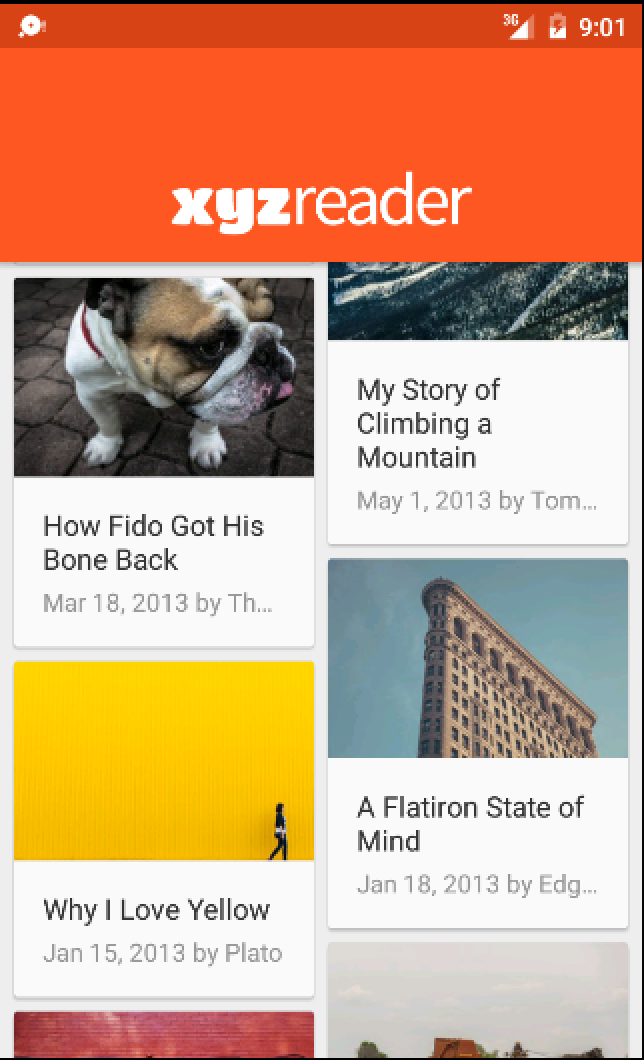 3G 9:01
xyzreader
How Fido Got His
Bone Back
Mar 18, 2013 by Th...
My Story of
Climbing a
Mountain
May 1, 2013 by Tom...
Why I Love Yellow
Jan 15, 2013 by Plato
A Flatiron State of
Mind
Jan 18, 2013 by Edg...